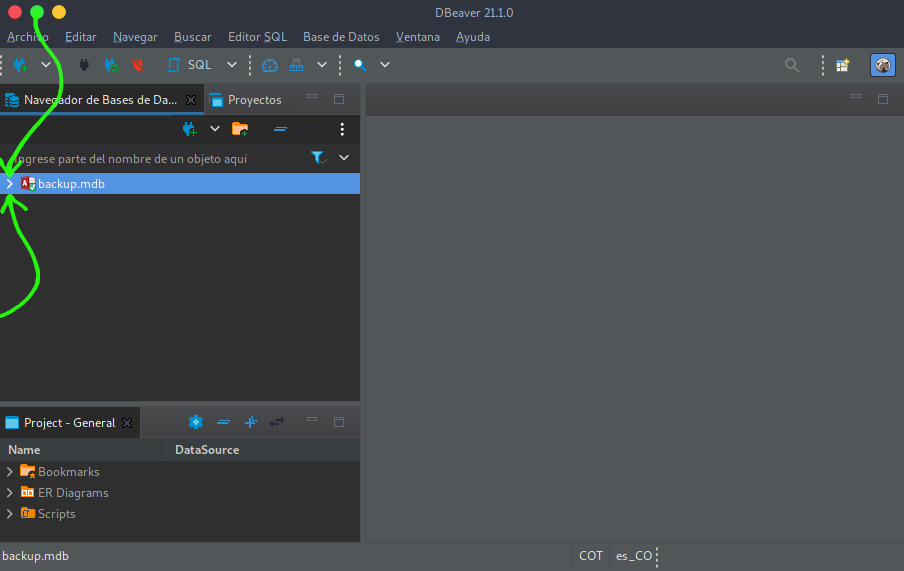 DBeaver 21.1.0
Archivo Editar Navegar Buscar Editor SQL Base de Datos Ventana Ayuda
SQL
Navegador de Bases de Da... Proyectos
Ingrese parte del nombre de un objeto aquí
backup.mdb
Project - General
Name DataSource
Bookmarks
ER Diagrams
Scripts
backup.mdb COT es_CO